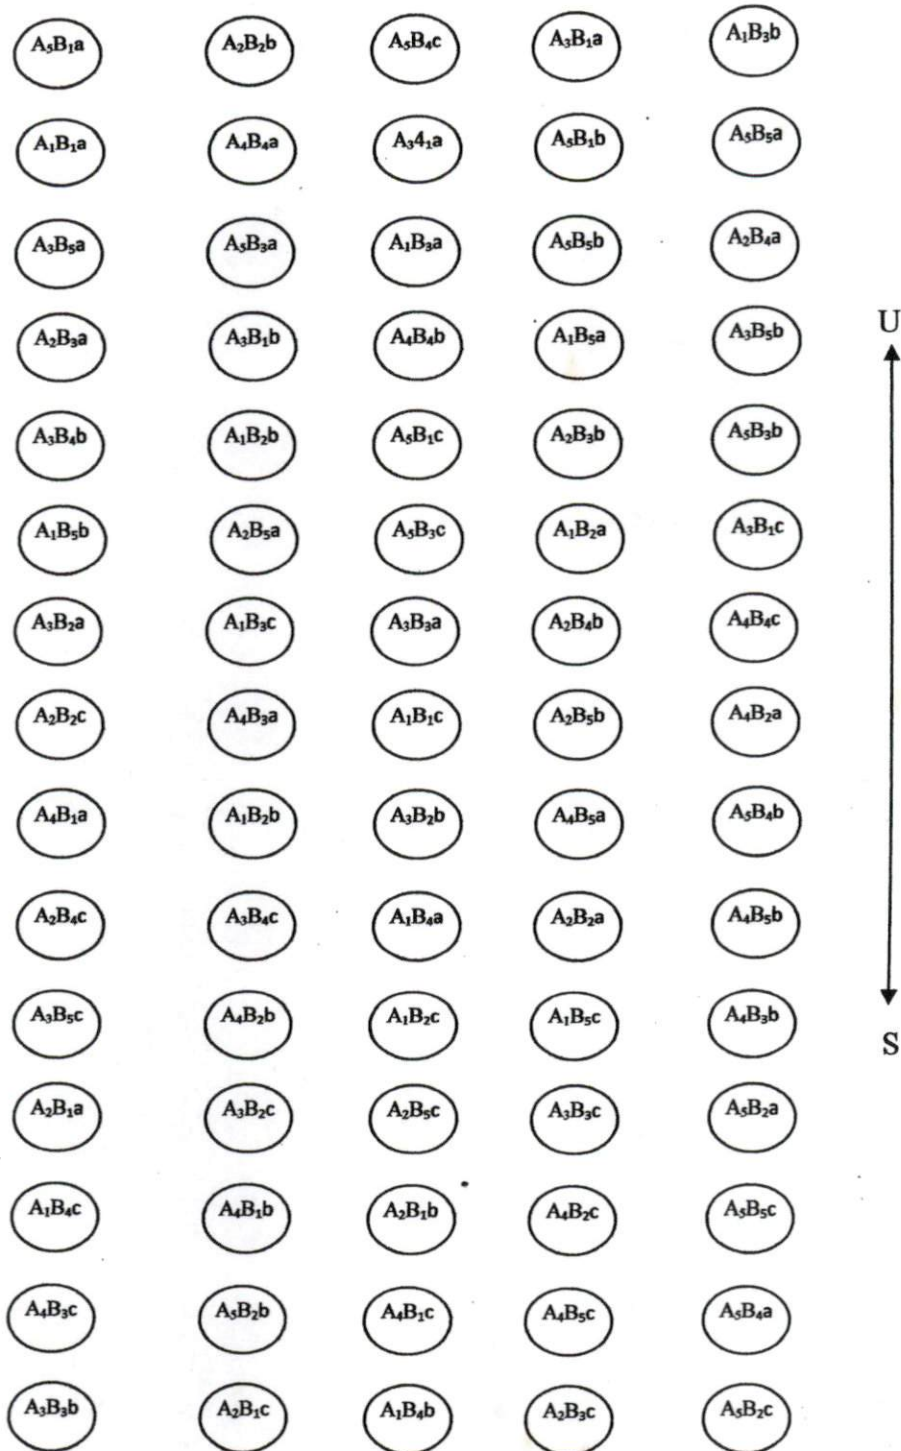 A₅B₁a A₂B₂b A₅B₄c A₃B₁a A₁B₃b
A₁B₁a A₄B₄a A₃4₁a A₅B₁b A₅B₅a
A₃B₅a A₅B₃a A₁B₃a A₅B₅b A₂B₄a
U
A₂B₃a A₃B₁b A₄B₄b A₁B₅a A₃B₅b
A₃B₄b A₁B₂b A₅B₁c A₂B₃b A₅B₃b
A₁B₅b A₂B₅a A₅B₃c A₁B₂a A₃B₁c
A₃B₂a A₁B₃c A₃B₃a A₂B₄b A₄B₄c
A₂B₂c A₄B₃a A₁B₁c A₂B₅b A₄B₂a
A₄B₁a A₁B₂b A₃B₂b A₄B₅a A₅B₄b
A₂B₄c A₃B₄c A₁B₄a A₂B₂a A₄B₅b
A₃B₅c A₄B₂b A₁B₂c A₁B₅c A₄B₃b
S
A₂B₁a A₃B₂c A₂B₅c A₃B₃c A₅B₂a
A₁B₄c A₄B₁b A₂B₁b A₄B₂c A₅B₅c
A₄B₃c A₅B₂b A₄B₁c A₄B₅c A₅B₄a
A₃B₃b A₂B₁c A₁B₄b A₂B₃c A₅B₂c